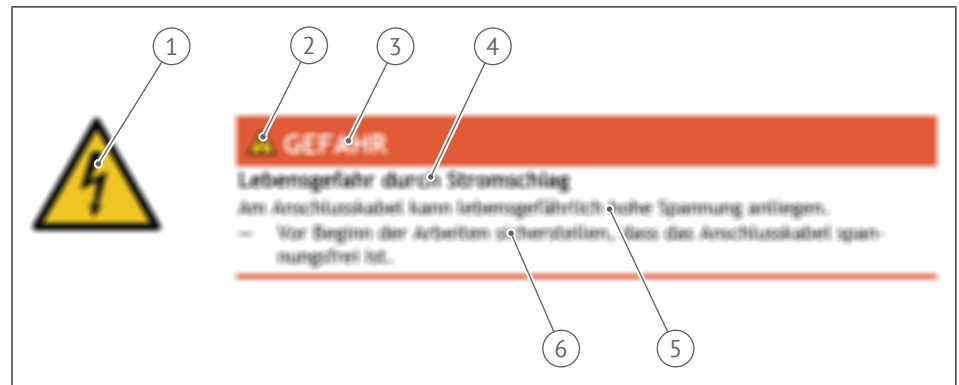 1 2 3 4
GEFAHR
Lebensgefahr durch Stromschlag
Am Anschlusskabel kann lebensgefährlich hohe Spannung anliegen.
— Vor Beginn der Arbeiten sicherstellen, dass das Anschlusskabel span-
nungsfrei ist.
6 5